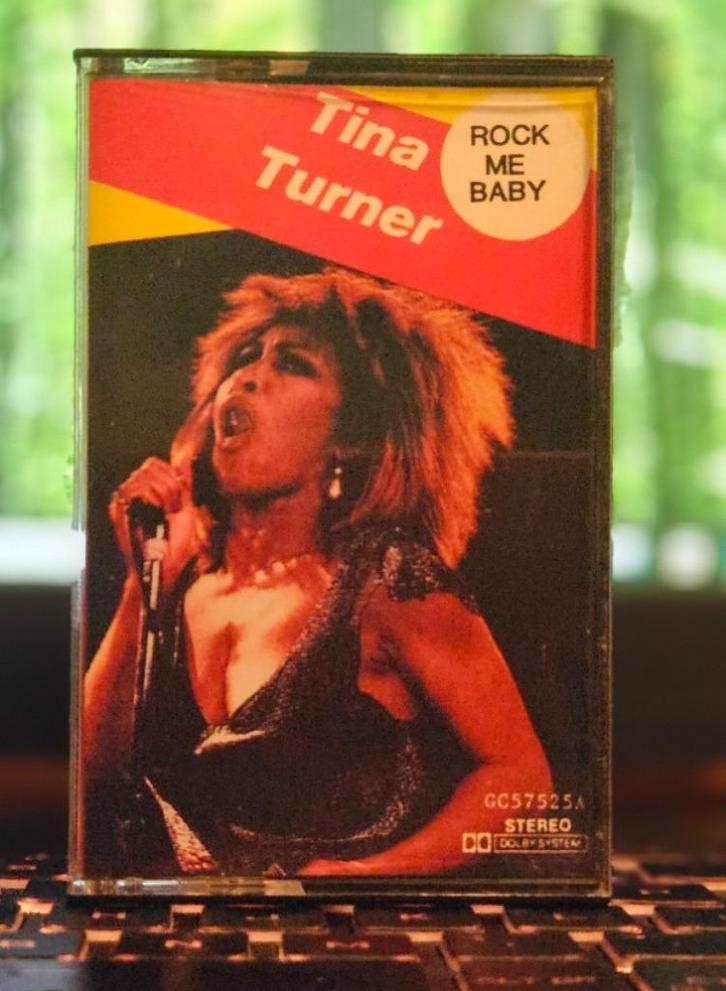 Tina
Turner
ROCK
ME
BABY
GC57525A
STEREO
DOLBY SYSTEM